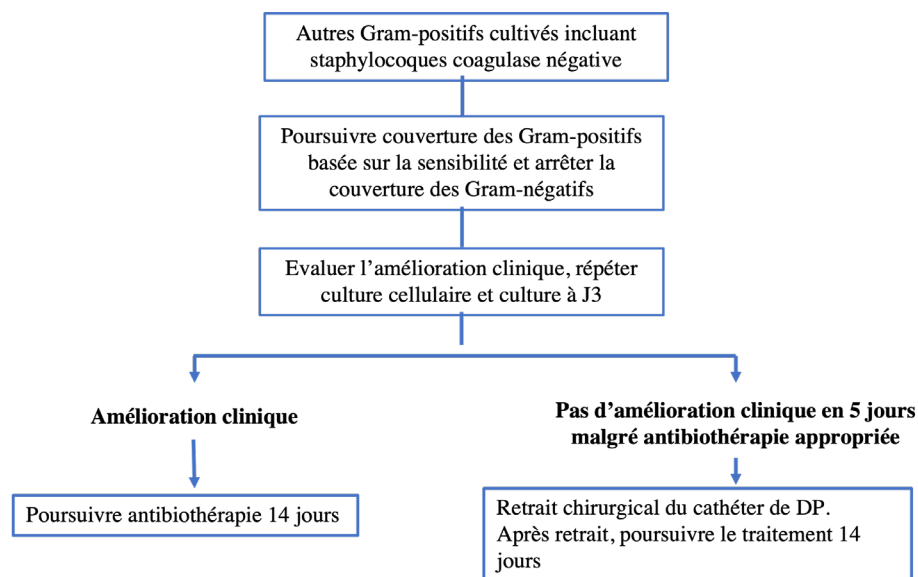 Autres Gram-positifs cultivés incluant
staphylocoques coagulase négative
Poursuivre couverture des Gram-positifs
basée sur la sensibilité et arrêter la
couverture des Gram-négatifs
Evaluer l’amélioration clinique, répéter
culture cellulaire et culture à J3
Amélioration clinique
Pas d’amélioration clinique en 5 jours
malgré antibiothérapie appropriée
Poursuivre antibiothérapie 14 jours
Retrait chirurgical du cathéter de DP.
Après retrait, poursuivre le traitement 14
jours